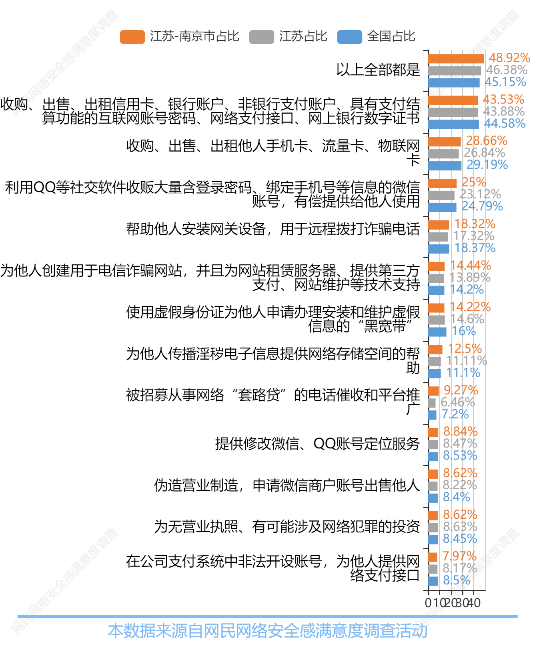 江苏-南京市占比 江苏占比 全国占比
以上全部都是
48.92%
46.38%
45.15%
收购、出售、出租信用卡、银行账户、非银行支付账户、具有支付结
算功能的互联网账号密码、网络支付接口、网上银行数字证书
43.53%
43.88%
44.58%
收购、出售、出租他人手机卡、流量卡、物联网
卡
28.66%
26.84%
29.19%
利用QQ等社交软件收贩大量含登录密码、绑定手机号等信息的微信
账号，有偿提供给他人使用
25%
23.12%
24.79%
帮助他人安装网关设备，用于远程拨打诈骗电话
18.32%
17.32%
18.37%
为他人创建用于电信诈骗网站，并且为网站租赁服务器、提供第三方
支付、网站维护等技术支持
14.44%
13.89%
14.2%
使用虚假身份证为他人申请办理安装和维护虚假
信息的“黑宽带”
14.22%
14.6%
16%
为他人传播淫秽电子信息提供网络存储空间的帮
助
12.5%
11.11%
11.1%
被招募从事网络“套路贷”的电话催收和平台推
广
9.27%
6.46%
7.2%
提供修改微信、QQ账号定位服务
8.84%
8.47%
8.53%
伪造营业制造，申请微信商户账号出售他人
8.62%
8.22%
8.4%
为无营业执照、有可能涉及网络犯罪的投资
8.62%
8.63%
8.45%
在公司支付系统中非法开设账号，为他人提供网
络支付接口
7.97%
8.17%
8.5%
0 10 20 30 40
本数据来源自网民网络安全感满意度调查活动